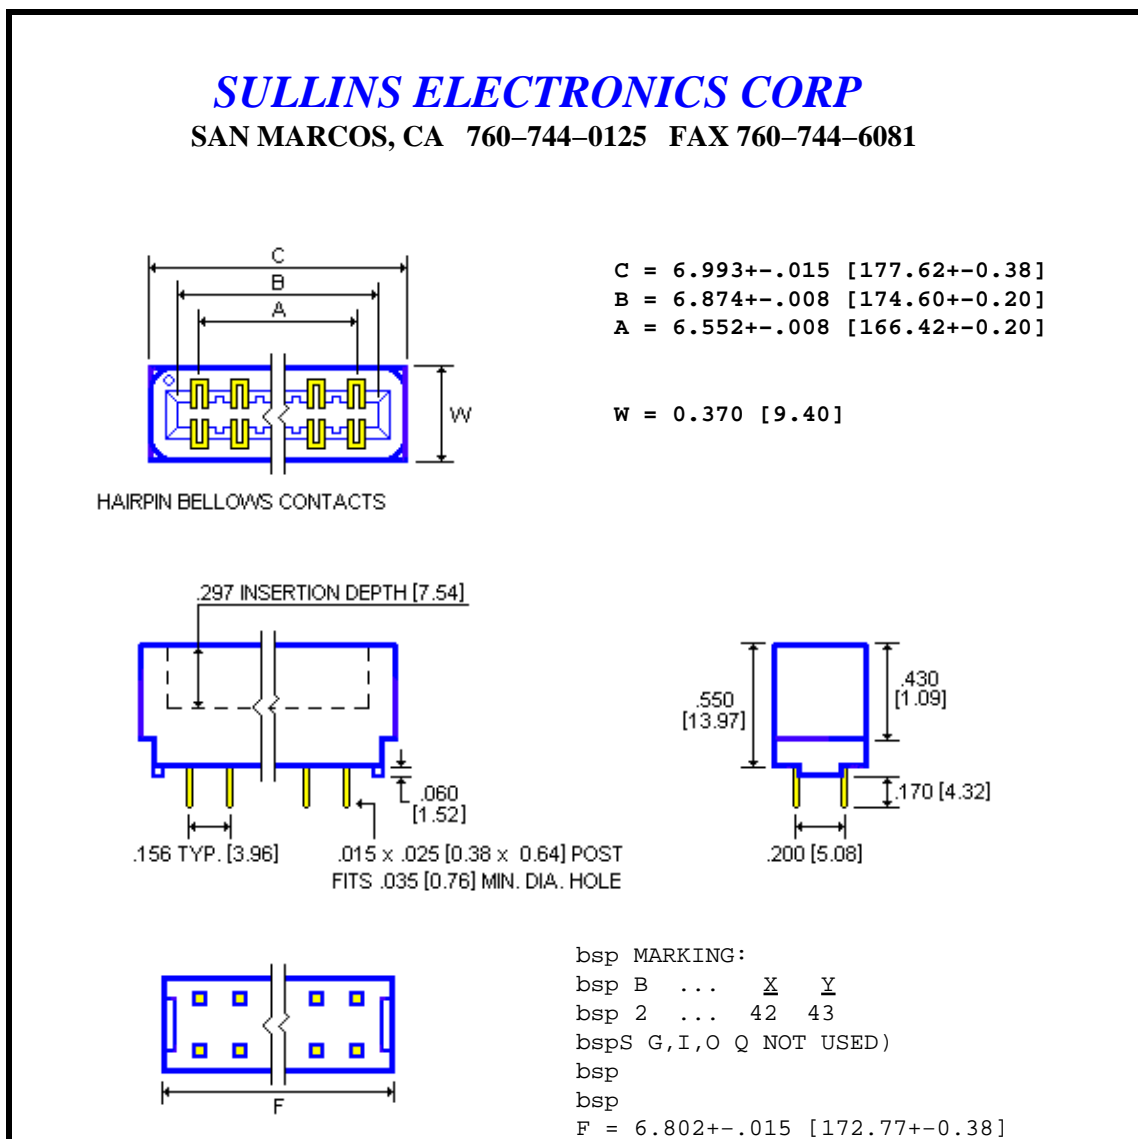 SULLINS ELECTRONICS CORP
SAN MARCOS, CA 760−744−0125 FAX 760−744−6081
C
B
A
C = 6.993+−.015 [177.62+−0.38]
B = 6.874+−.008 [174.60+−0.20]
A = 6.552+−.008 [166.42+−0.20]
W
W = 0.370 [9.40]
HAIRPIN BELLOWS CONTACTS
.297 INSERTION DEPTH [7.54]
.550
[13.97]
.430
[1.09]
.060
[1.52]
.170 [4.32]
.156 TYP. [3.96]
.015 x .025 [0.38 x 0.64] POST
FITS .035 [0.76] MIN. DIA. HOLE
.200 [5.08]
bsp MARKING:
bsp B ... X Y
bsp 2 ... 42 43
bspS G,I,O Q NOT USED)
bsp
bsp
F
F = 6.802+−.015 [172.77+−0.38]